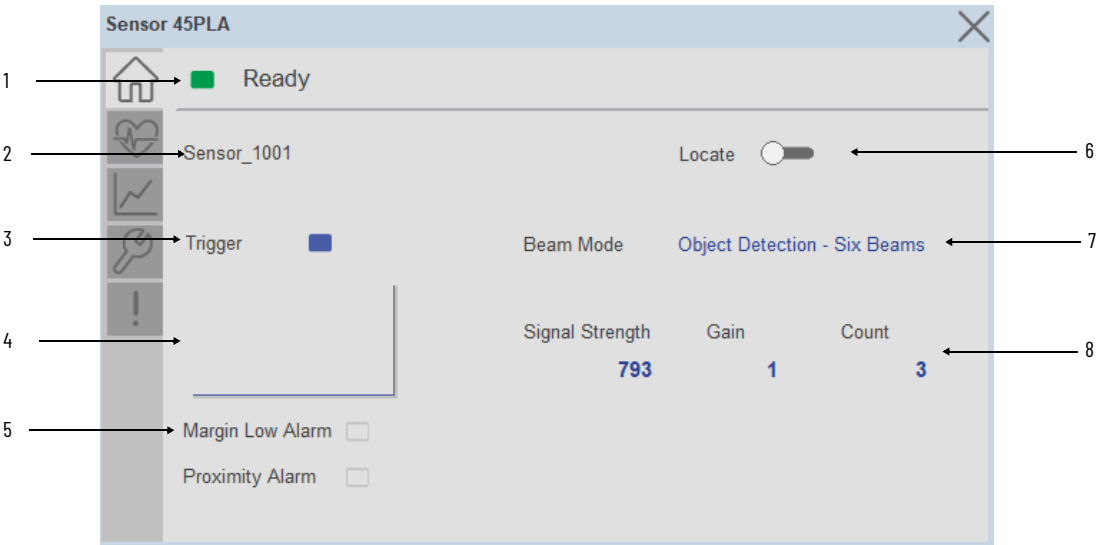 Sensor 45PLA
1
Ready
2
Sensor_1001
Locate
6
3
Trigger
Beam Mode
Object Detection - Six Beams
7
4
Signal Strength
Gain
Count
8
793
1
3
5
Margin Low Alarm
Proximity Alarm